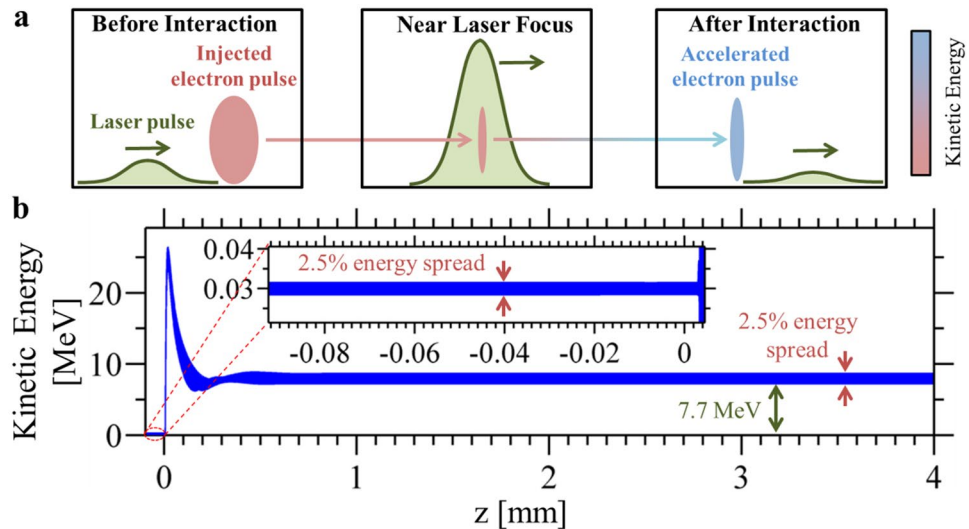 a
Before Interaction
Near Laser Focus
After Interaction
Injected
electron pulse
Laser pulse
Accelerated
electron pulse
Kinetic Energy
b
Kinetic Energy
[MeV]
20
10
0
0.04
0.03
2.5% energy spread
-0.08
-0.06
-0.04
-0.02
0
2.5% energy
spread
7.7 MeV
0
1
2
3
4
z [mm]